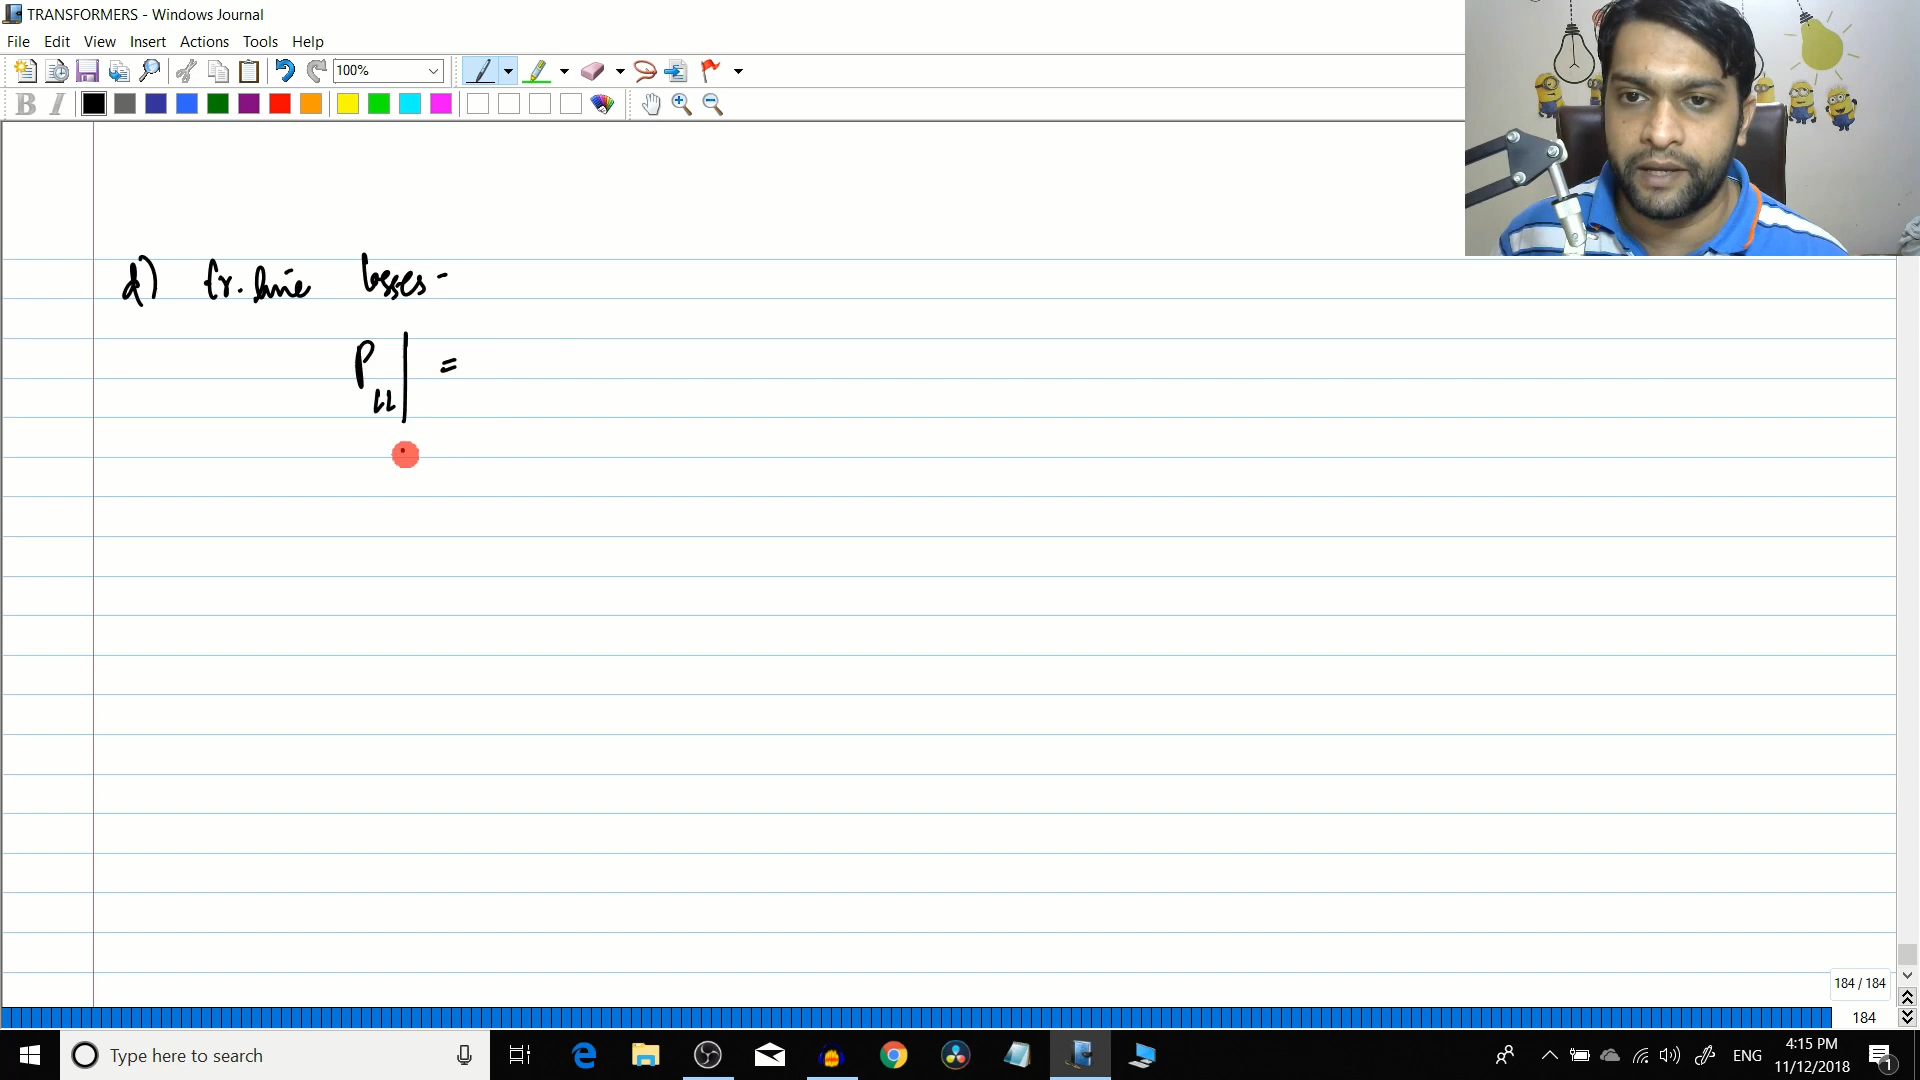 TRANSFORMERS - Windows Journal
File Edit View Insert Actions Tools Help
100%
B I
d) tr. line losses -
P_LL | =
184 / 184
184
Type here to search
ENG
4:15 PM
11/12/2018
1